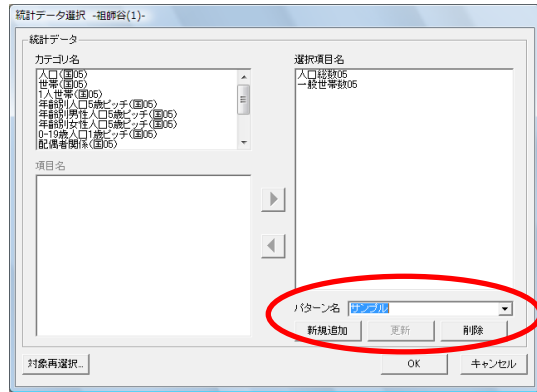 統計データ選択 -祖師谷(1)-
統計データ
カテゴリ名
人口(国05)
世帯(国05)
1人世帯(国05)
年齢別人口5歳ピッチ(国05)
年齢別男性人口5歳ピッチ(国05)
年齢別女性人口5歳ピッチ(国05)
0-19歳人口1歳ピッチ(国05)
配偶者関係(国05)
項目名
選択項目名
人口総数05
一般世帯数05
パターン名 サンプル
新規追加 更新 削除
対象再選択... OK キャンセル